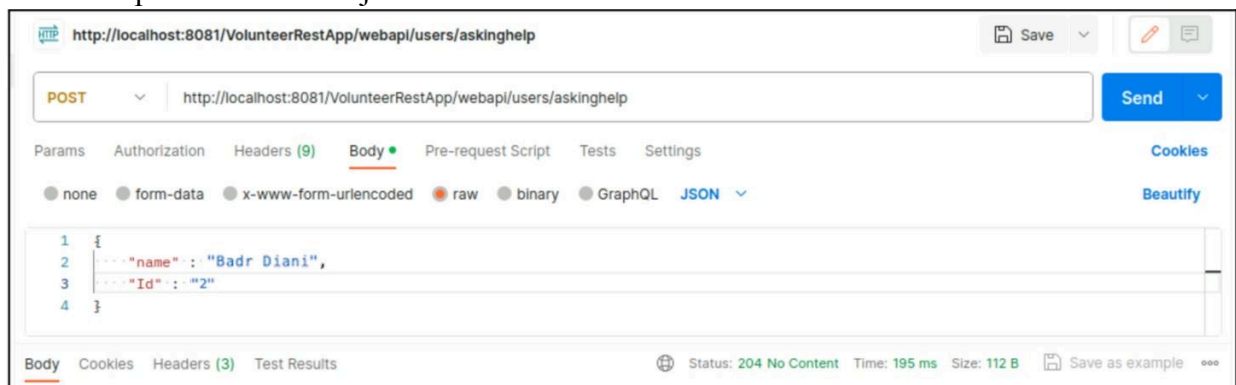 HTTP http://localhost:8081/VolunteerRestApp/webapi/users/askinghelp Save
POST http://localhost:8081/VolunteerRestApp/webapi/users/askinghelp Send
Params Authorization Headers (9) Body Pre-request Script Tests Settings Cookies
none form-data x-www-form-urlencoded raw binary GraphQL JSON Beautify
1 {
2 "name" : "Badr Diani",
3 "Id" : "2"
4 }
Body Cookies Headers (3) Test Results Status: 204 No Content Time: 195 ms Size: 112 B Save as example